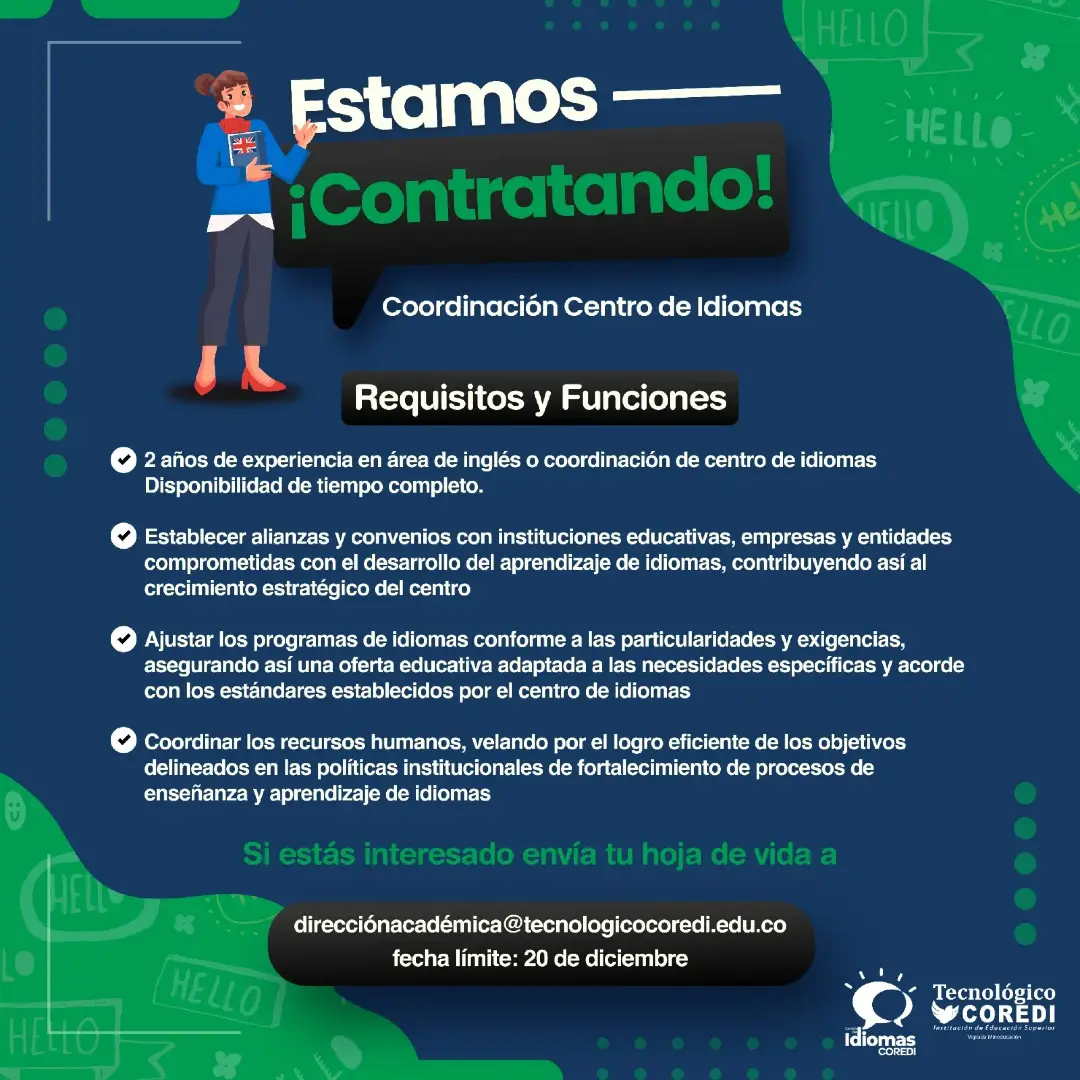 HELLO
HELLO
HELLO
Estamos
¡Contratando!
Coordinación Centro de Idiomas
Requisitos y Funciones
2 años de experiencia en área de inglés o coordinación de centro de idiomas
Disponibilidad de tiempo completo.
Establecer alianzas y convenios con instituciones educativas, empresas y entidades
comprometidas con el desarrollo del aprendizaje de idiomas, contribuyendo así al
crecimiento estratégico del centro
Ajustar los programas de idiomas conforme a las particularidades y exigencias,
asegurando así una oferta educativa adaptada a las necesidades específicas y acorde
con los estándares establecidos por el centro de idiomas
Coordinar los recursos humanos, velando por el logro eficiente de los objetivos
delineados en las políticas institucionales de fortalecimiento de procesos de
enseñanza y aprendizaje de idiomas
Si estás interesado envía tu hoja de vida a
direcciónacadémica@tecnologicocoredi.edu.co
fecha límite: 20 de diciembre
HELLO
HELLO
Idiomas
COREDI
Tecnológico
COREDI
Institución de Educación Superior
Vigilada Mineducación